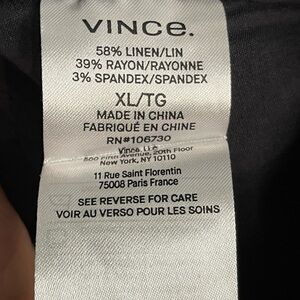 VINCE.
58% LINEN/LIN
39% RAYON/RAYONNE
3% SPANDEX/SPANDEX
XL/TG
MADE IN CHINA
FABRIQUÉ EN CHINE
RN#106730
Vince, LLC
500 Fifth Avenue, 20th Floor
New York, NY 10110
11 Rue Saint Florentin
75008 Paris France
SEE REVERSE FOR CARE
VOIR AU VERSO POUR LES SOINS